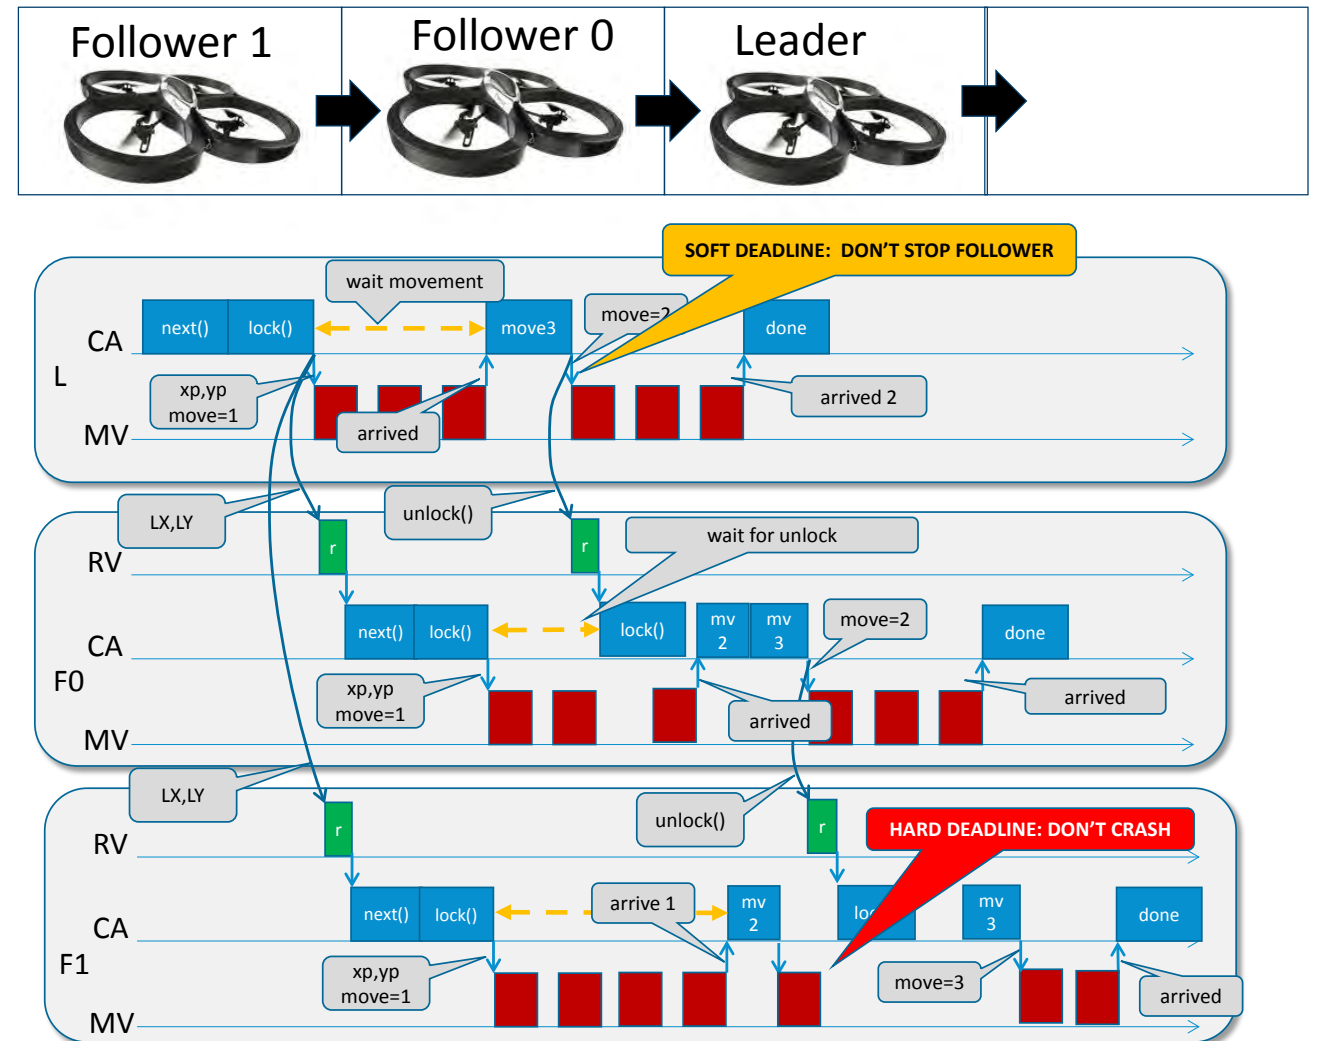 Follower 1
Follower 0
Leader
SOFT DEADLINE: DON'T STOP FOLLOWER
wait movement
CA
next()
lock()
move3
move=2
done
L
xp,yp
move=1
arrived
arrived 2
MV
LX,LY
unlock()
wait for unlock
RV
r
r
CA
next()
lock()
lock()
mv
2
mv
3
move=2
done
F0
xp,yp
move=1
arrived
arrived
MV
LX,LY
unlock()
HARD DEADLINE: DON'T CRASH
RV
r
r
CA
next()
lock()
arrive 1
mv
2
mv
3
done
F1
xp,yp
move=1
move=3
arrived
MV